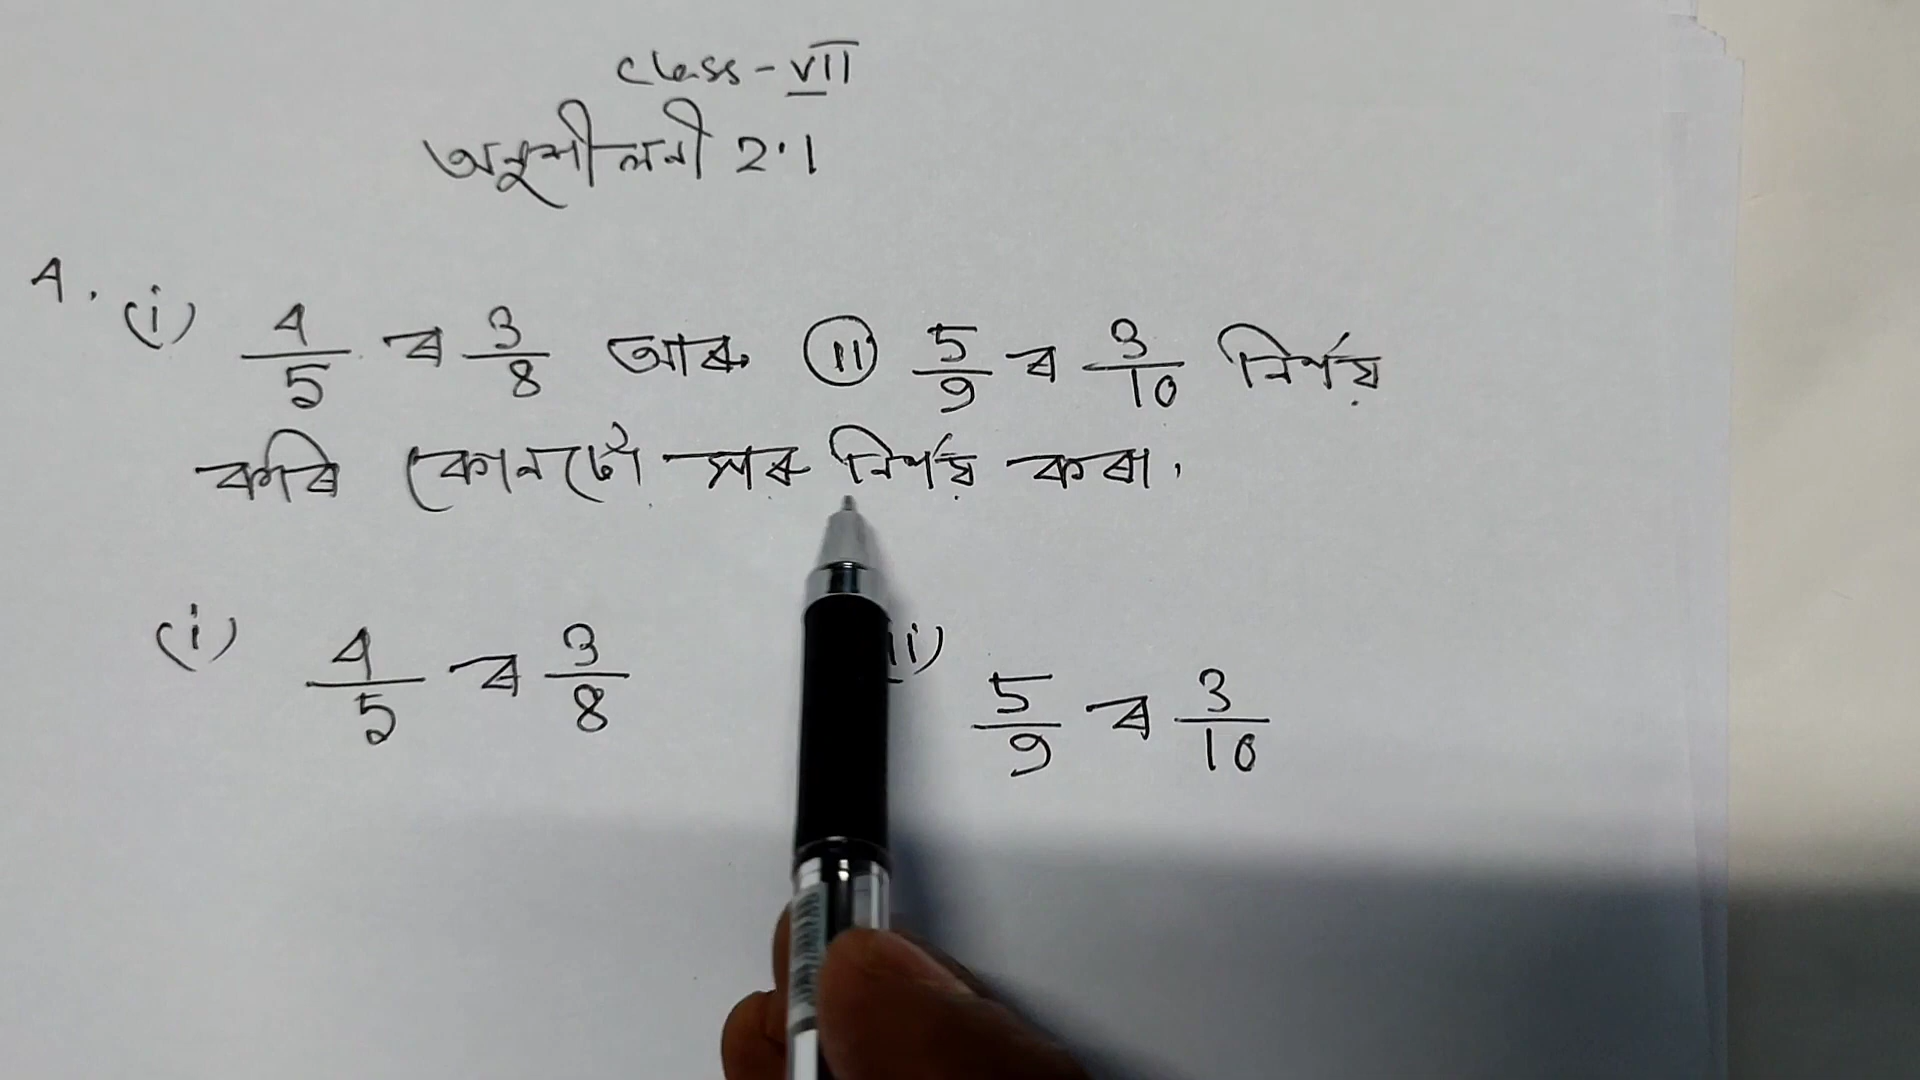 class-VII
অনুশীলনী 2.1
4. (i) 4/5 ৰ 3/8 আৰু (ii) 5/9 ৰ 3/10 নিৰ্ণয়
কৰি কোনটো সৰু নিৰ্ণয় কৰা.
(i) 4/5 ৰ 3/8 ii) 5/9 ৰ 3/10